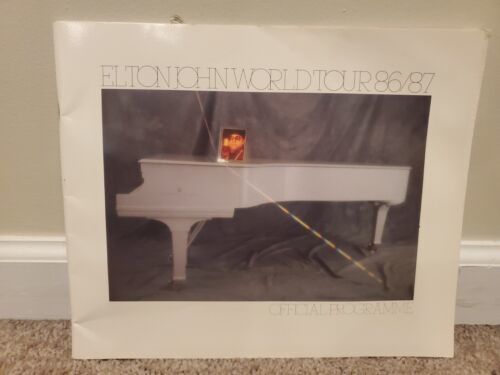 ELTON JOHN WORLD TOUR 86/87
OFFICIAL PROGRAMME